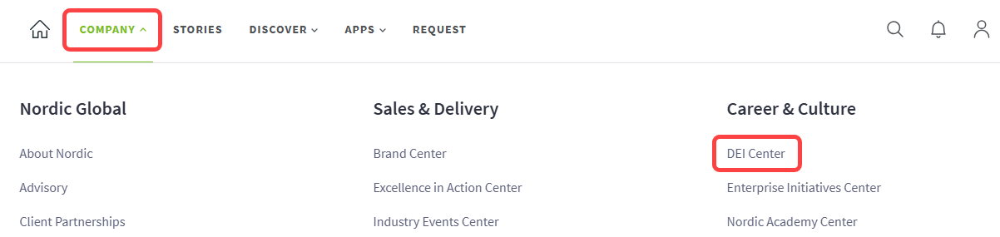 COMPANY STORIES DISCOVER APPS REQUEST
Nordic Global
About Nordic
Advisory
Client Partnerships
Sales & Delivery
Brand Center
Excellence in Action Center
Industry Events Center
Career & Culture
DEI Center
Enterprise Initiatives Center
Nordic Academy Center